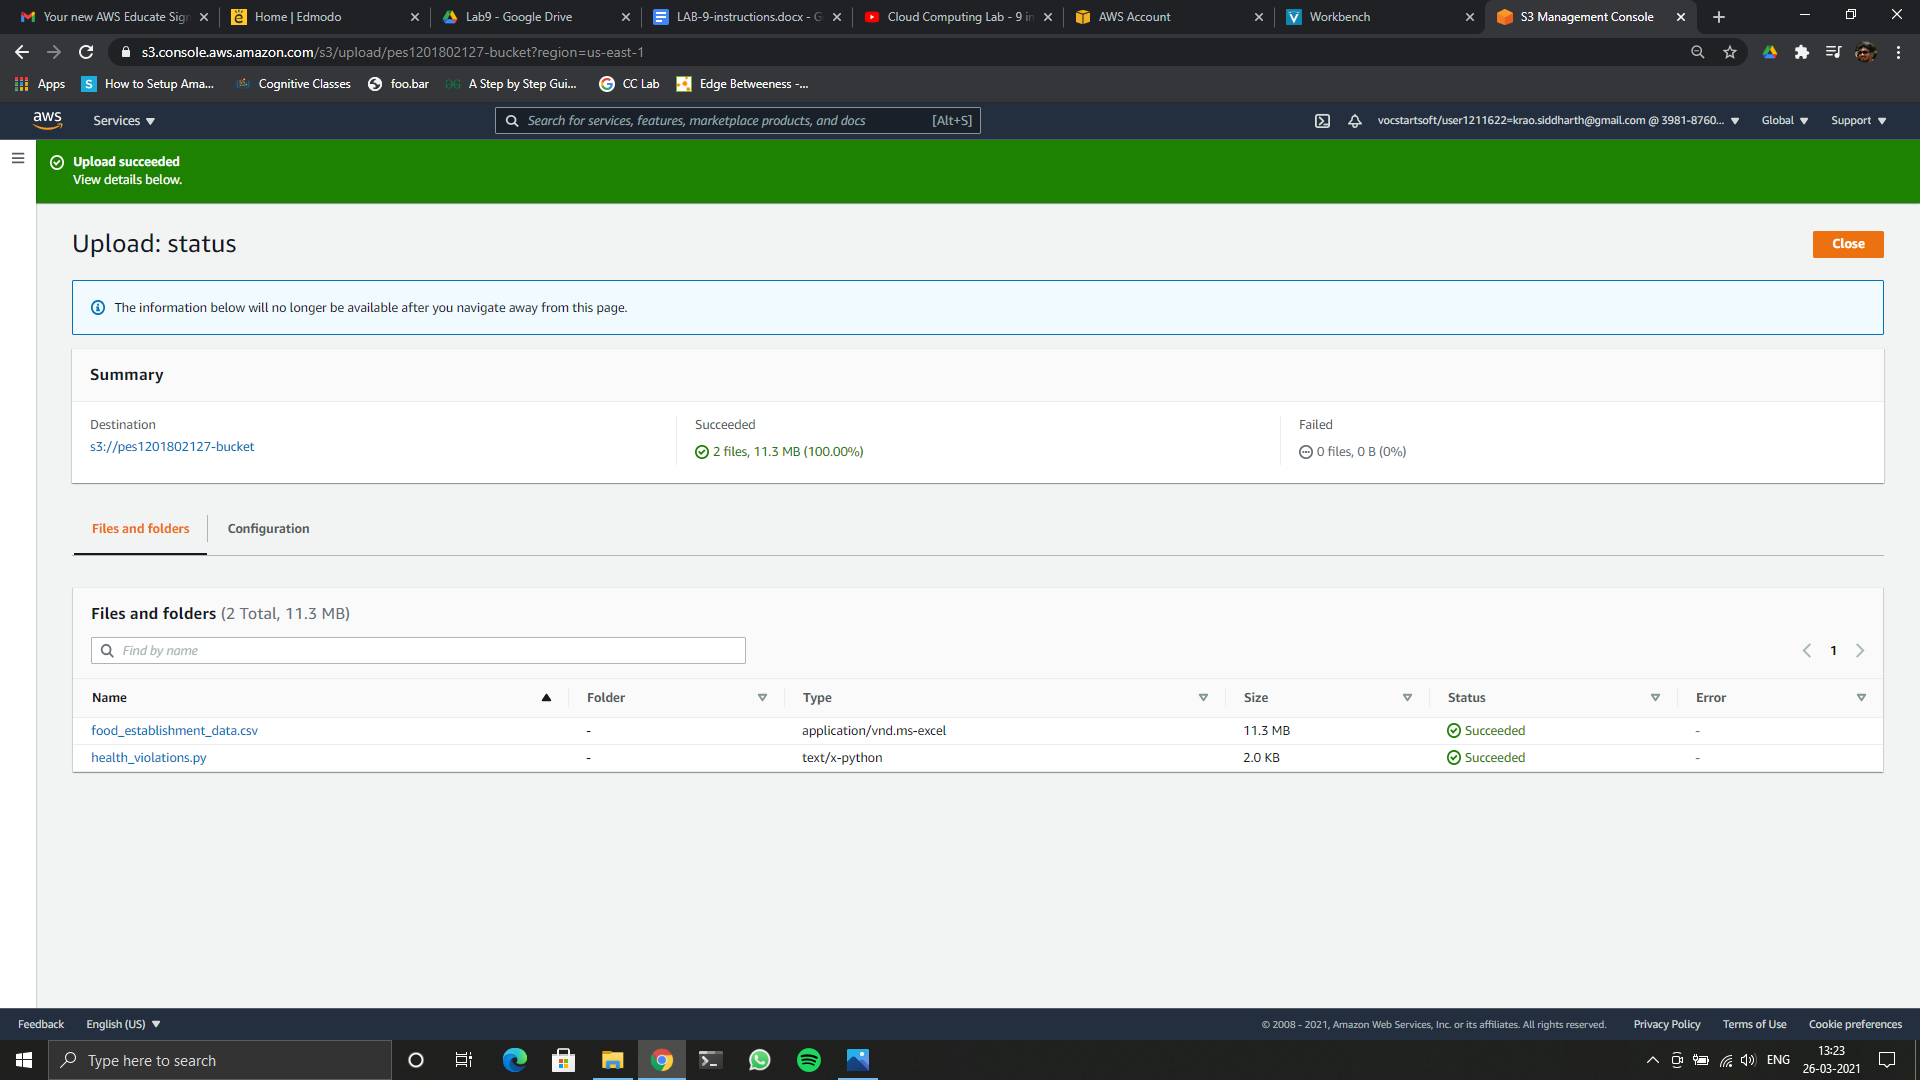 Your new AWS Educate Sign
Home | Edmodo
Lab9 - Google Drive
LAB-9-instructions.docx - G
Cloud Computing Lab - 9 in
AWS Account
Workbench
S3 Management Console
s3.console.aws.amazon.com/s3/upload/pes1201802127-bucket?region=us-east-1
Apps
How to Setup Ama...
Cognitive Classes
foo.bar
A Step by Step Gui...
CC Lab
Edge Betweeness -...
aws
Services
Search for services, features, marketplace products, and docs
[Alt+S]
vocstartsoft/user1211622=krao.siddharth@gmail.com @ 3981-8760...
Global
Support
Upload succeeded
View details below.
Upload: status
Close
The information below will no longer be available after you navigate away from this page.
Summary
Destination
s3://pes1201802127-bucket
Succeeded
2 files, 11.3 MB (100.00%)
Failed
0 files, 0 B (0%)
Files and folders
Configuration
Files and folders (2 Total, 11.3 MB)
Find by name
1
Name
Folder
Type
Size
Status
Error
food_establishment_data.csv
-
application/vnd.ms-excel
11.3 MB
Succeeded
-
health_violations.py
-
text/x-python
2.0 KB
Succeeded
-
Feedback
English (US)
© 2008 - 2021, Amazon Web Services, Inc. or its affiliates. All rights reserved.
Privacy Policy
Terms of Use
Cookie preferences
Type here to search
ENG
13:23
26-03-2021